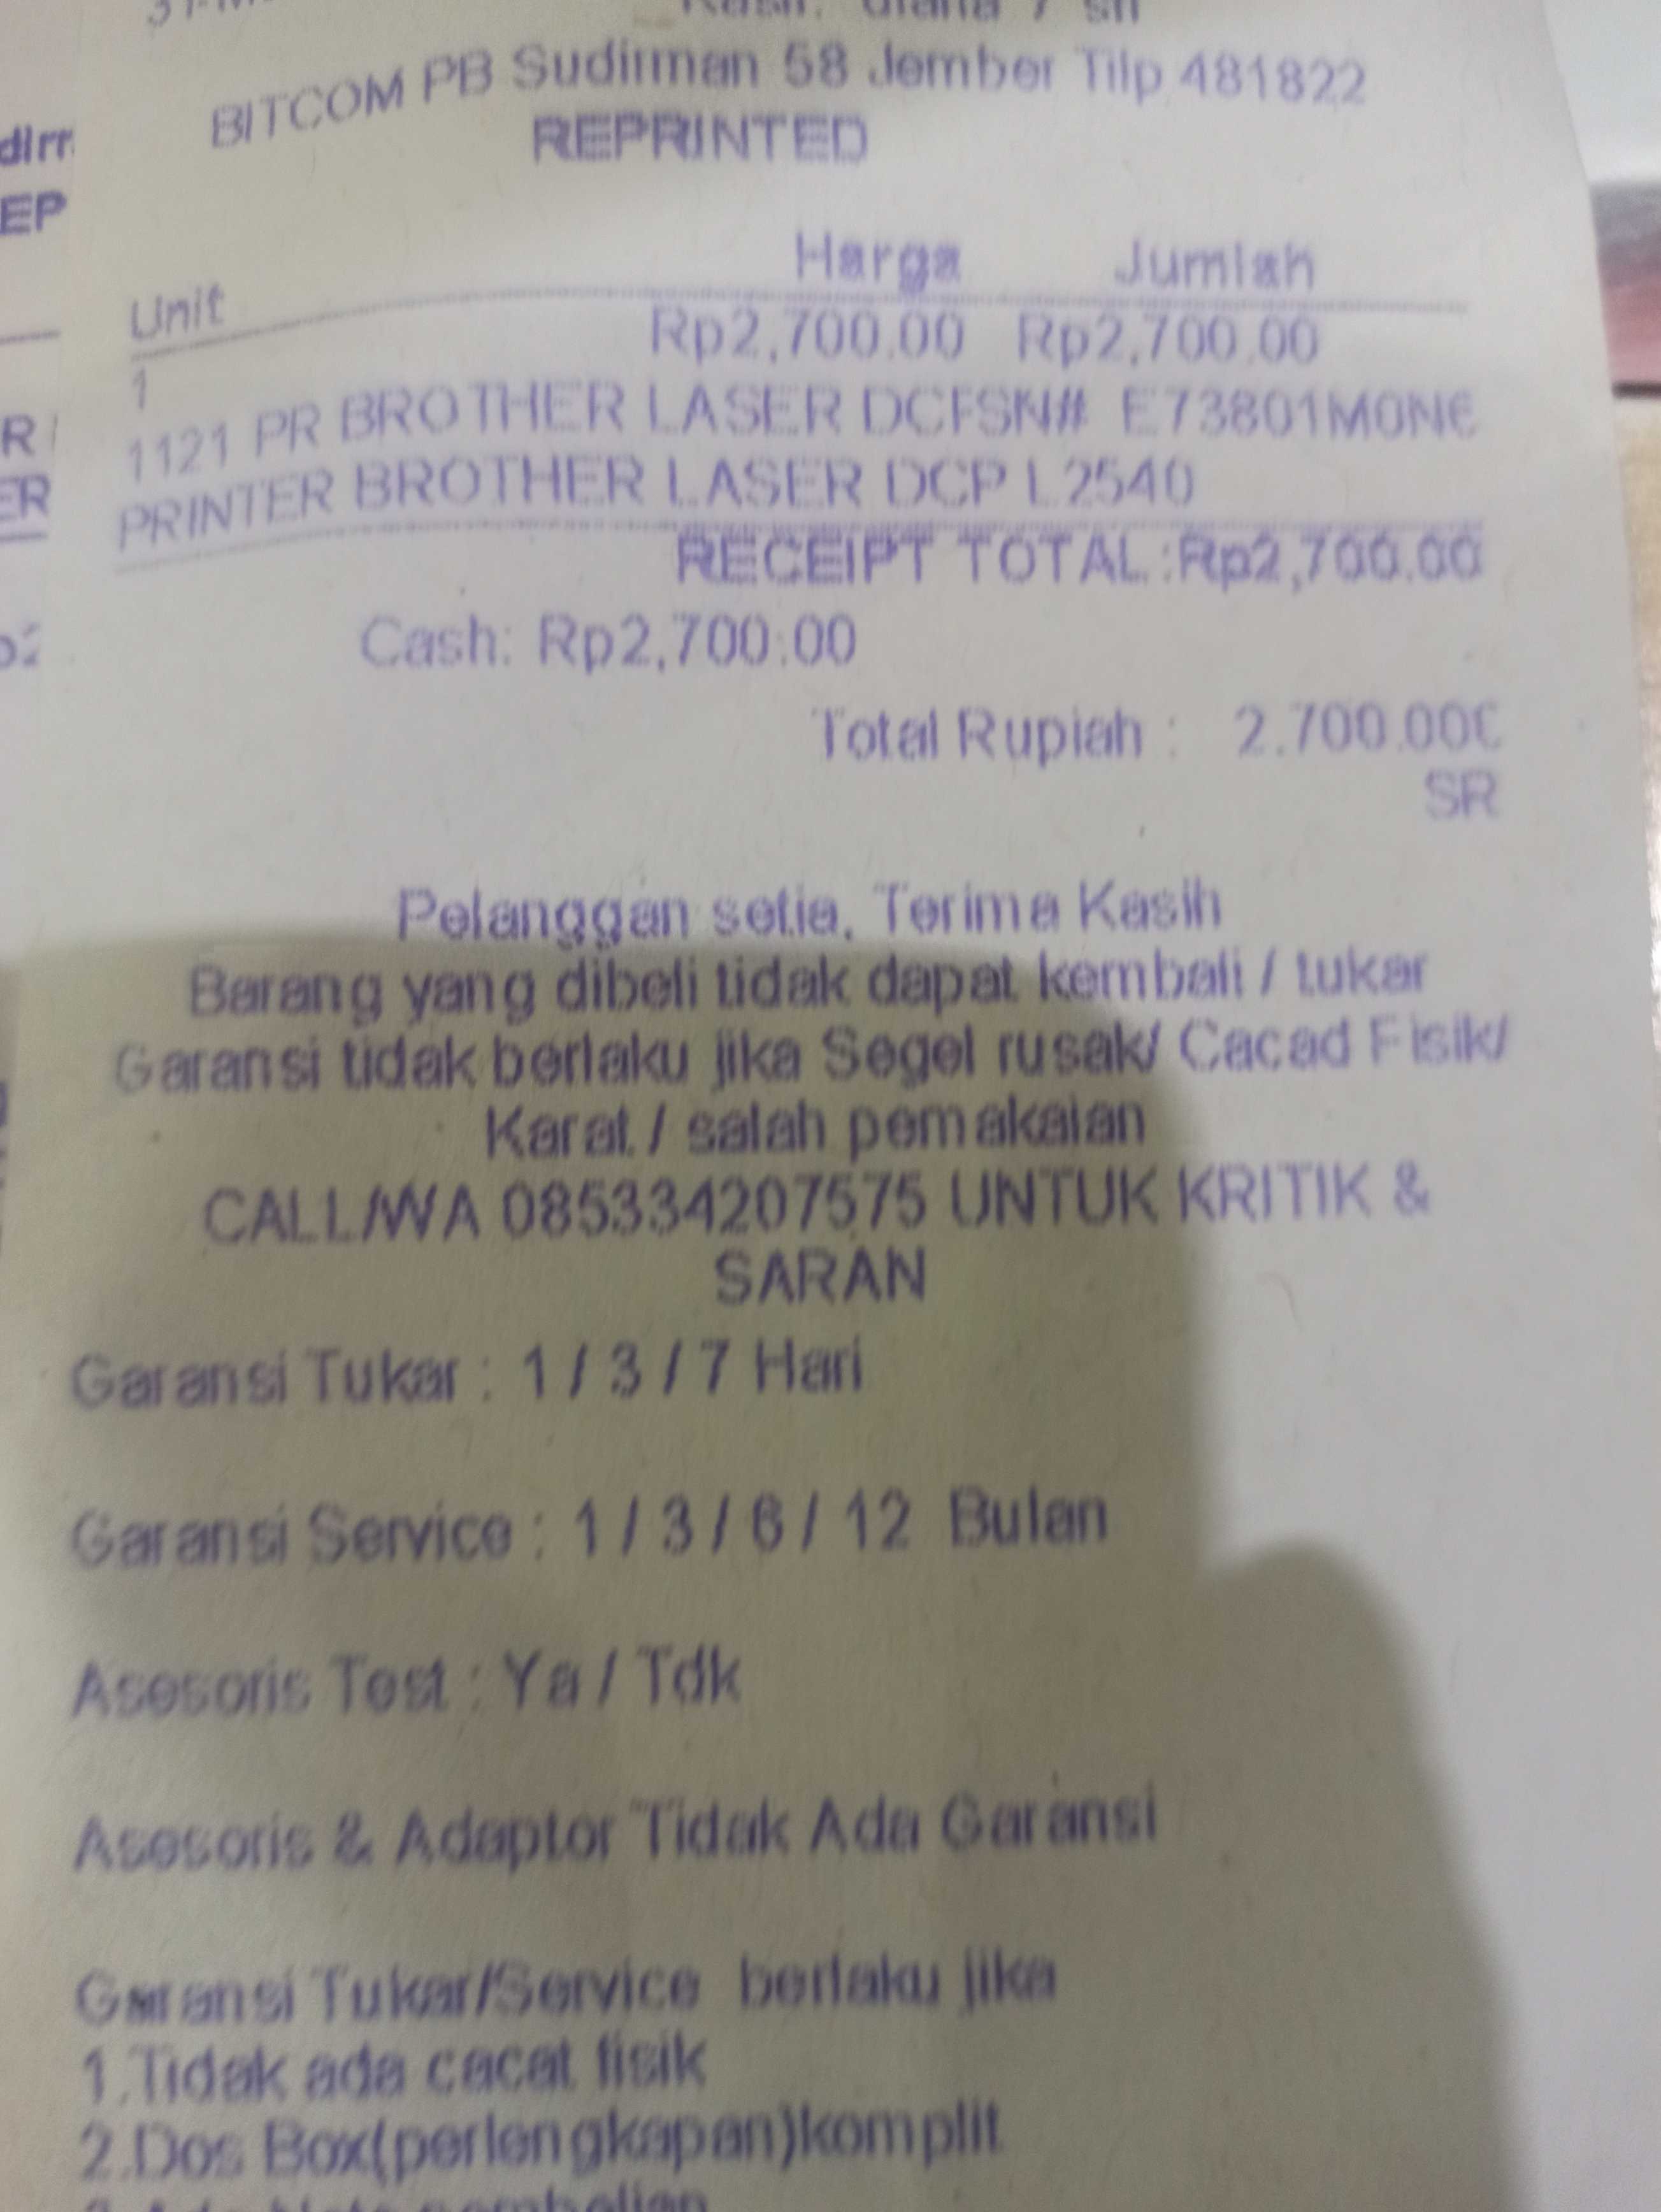 BITCOM PB Sudirman 58 Jember Tilp 481822
REPRINTED
Unit Harga Jumlah
1 Rp2,700.00 Rp2,700.00
1121 PR BROTHER LASER DCFSN# E73801M0N6
PRINTER BROTHER LASER DCP L2540
RECEIPT TOTAL:Rp2,700.00
Cash: Rp2,700.00
Total Rupiah : 2.700.000
SR
Pelanggan setia, Terima Kasih
Barang yang dibeli tidak dapat kembali / tukar
Garansi tidak berlaku jika Segel rusak/ Cacad Fisik/
Karat / salah pemakaian
CALL/WA 085334207575 UNTUK KRITIK &
SARAN
Garansi Tukar : 1 / 3 / 7 Hari
Garansi Service : 1 / 3 / 6 / 12 Bulan
Asesoris Test : Ya / Tdk
Asesoris & Adaptor Tidak Ada Garansi
Garansi Tukar/Service berlaku jika
1.Tidak ada cacat fisik
2.Dos Box(perlengkapan)komplit